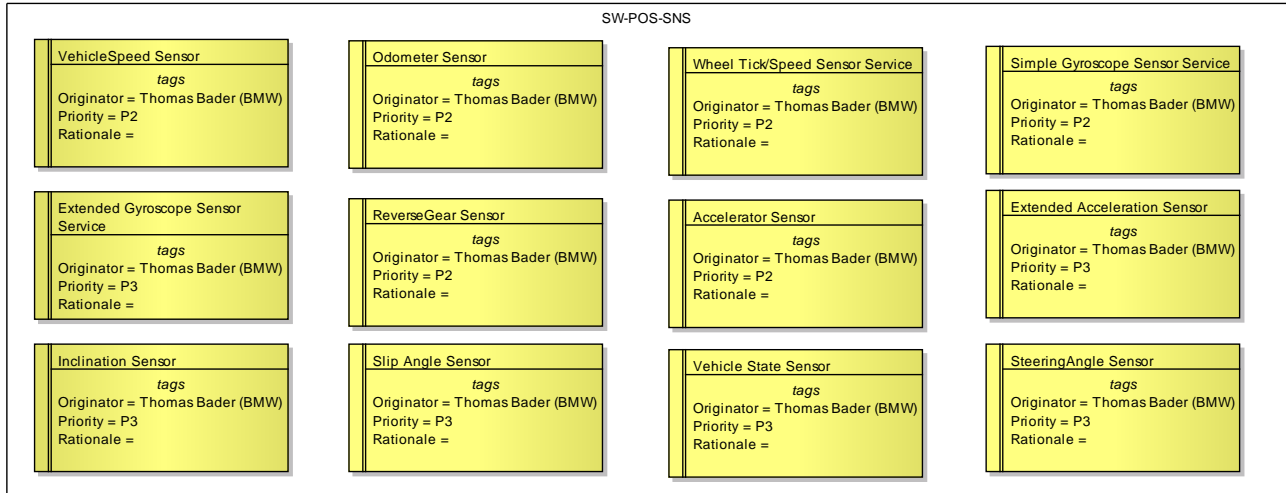 SW-POS-SNS
VehicleSpeed Sensor
tags
Originator = Thomas Bader (BMW)
Priority = P2
Rationale =
Odometer Sensor
tags
Originator = Thomas Bader (BMW)
Priority = P2
Rationale =
Wheel Tick/Speed Sensor Service
tags
Originator = Thomas Bader (BMW)
Priority = P2
Rationale =
Simple Gyroscope Sensor Service
tags
Originator = Thomas Bader (BMW)
Priority = P2
Rationale =
Extended Gyroscope Sensor
Service
tags
Originator = Thomas Bader (BMW)
Priority = P3
Rationale =
ReverseGear Sensor
tags
Originator = Thomas Bader (BMW)
Priority = P2
Rationale =
Accelerator Sensor
tags
Originator = Thomas Bader (BMW)
Priority = P2
Rationale =
Extended Acceleration Sensor
tags
Originator = Thomas Bader (BMW)
Priority = P3
Rationale =
Inclination Sensor
tags
Originator = Thomas Bader (BMW)
Priority = P3
Rationale =
Slip Angle Sensor
tags
Originator = Thomas Bader (BMW)
Priority = P3
Rationale =
Vehicle State Sensor
tags
Originator = Thomas Bader (BMW)
Priority = P3
Rationale =
SteeringAngle Sensor
tags
Originator = Thomas Bader (BMW)
Priority = P3
Rationale =